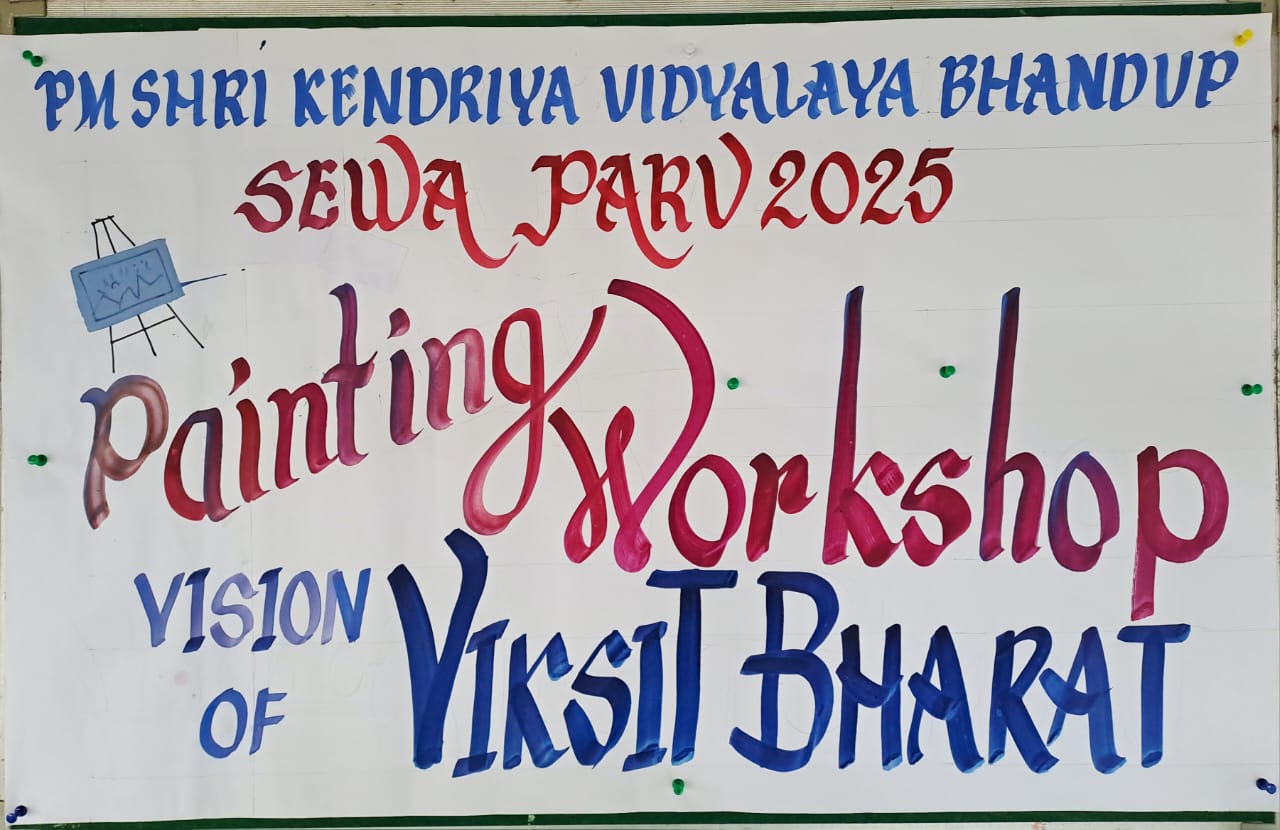 PM SHRI KENDRIYA VIDYALAYA BHANDUP
SEWA PARV 2025
Painting Workshop
VISION OF VIKSIT BHARAT